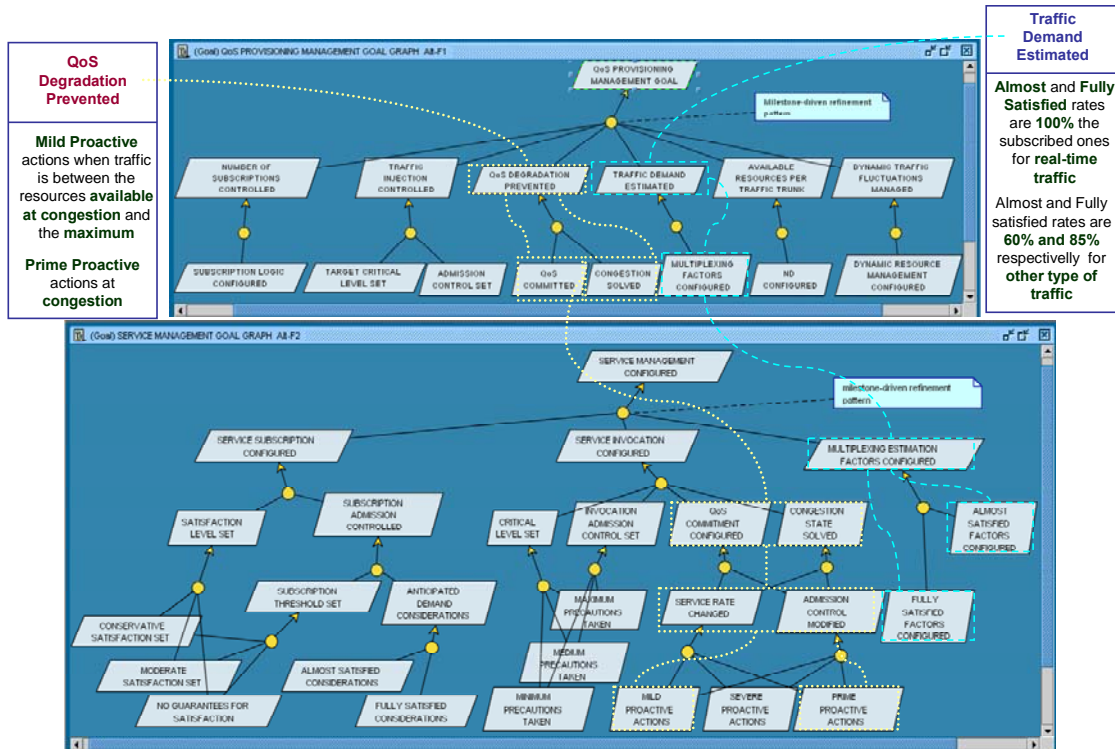 QoS
Degradation
Prevented
Mild Proactive
actions when traffic
is between the
resources available
at congestion and
the maximum
Prime Proactive
actions at
congestion
(Goal) QoS PROVISIONING MANAGEMENT GOAL GRAPH Alt-F1
QoS PROVISIONING
MANAGEMENT GOAL
Milestone-driven refinement
pattern
NUMBER OF
SUBSCRIPTIONS
CONTROLLED
TRAFFIC
INJECTION
CONTROLLED
QoS DEGRADATION
PREVENTED
TRAFFIC DEMAND
ESTIMATED
AVAILABLE
RESOURCES PER
TRAFFIC TRUNK
DYNAMIC TRAFFIC
FLUCTUATIONS
MANAGED
SUBSCRIPTION LOGIC
CONFIGURED
TARGET CRITICAL
LEVEL SET
ADMISSION
CONTROL SET
QoS
COMMITTED
CONGESTION
SOLVED
MULTIPLEXING
FACTORS
CONFIGURED
ND
CONFIGURED
DYNAMIC RESOURCE
MANAGEMENT
CONFIGURED
Traffic
Demand
Estimated
Almost and Fully
Satisfied rates
are 100% the
subscribed ones
for real-time
traffic
Almost and Fully
satisfied rates are
60% and 85%
respectivelly for
other type of
traffic
(Goal) SERVICE MANAGEMENT GOAL GRAPH Alt-F2
SERVICE MANAGEMENT
CONFIGURED
milestone-driven refinement
pattern
SERVICE SUBSCRIPTION
CONFIGURED
SERVICE INVOCATION
CONFIGURED
MULTIPLEXING ESTIMATION
FACTORS CONFIGURED
SATISFACTION
LEVEL SET
SUBSCRIPTION
ADMISSION
CONTROLLED
CRITICAL
LEVEL SET
INVOCATION
ADMISSION
CONTROL SET
QoS
COMMITMENT
CONFIGURED
CONGESTION
STATE
SOLVED
ALMOST
SATISFIED
FACTORS
CONFIGURED
SUBSCRIPTION
THRESHOLD SET
ANTICIPATED
DEMAND
CONSIDERATIONS
MAXIMUM
PRECAUTIONS
TAKEN
SERVICE RATE
CHANGED
ADMISSION
CONTROL
MODIFIED
FULLY
SATISFIED
FACTORS
CONFIGURED
CONSERVATIVE
SATISFACTION SET
MODERATE
SATISFACTION SET
NO GUARANTEES FOR
SATISFACTION
ALMOST SATISFIED
CONSIDERATIONS
FULLY SATISFIED
CONSIDERATIONS
MEDIUM
PRECAUTIONS
TAKEN
MINIMUM
PRECAUTIONS
TAKEN
MILD
PROACTIVE
ACTIONS
SEVERE
PROACTIVE
ACTIONS
PRIME
PROACTIVE
ACTIONS